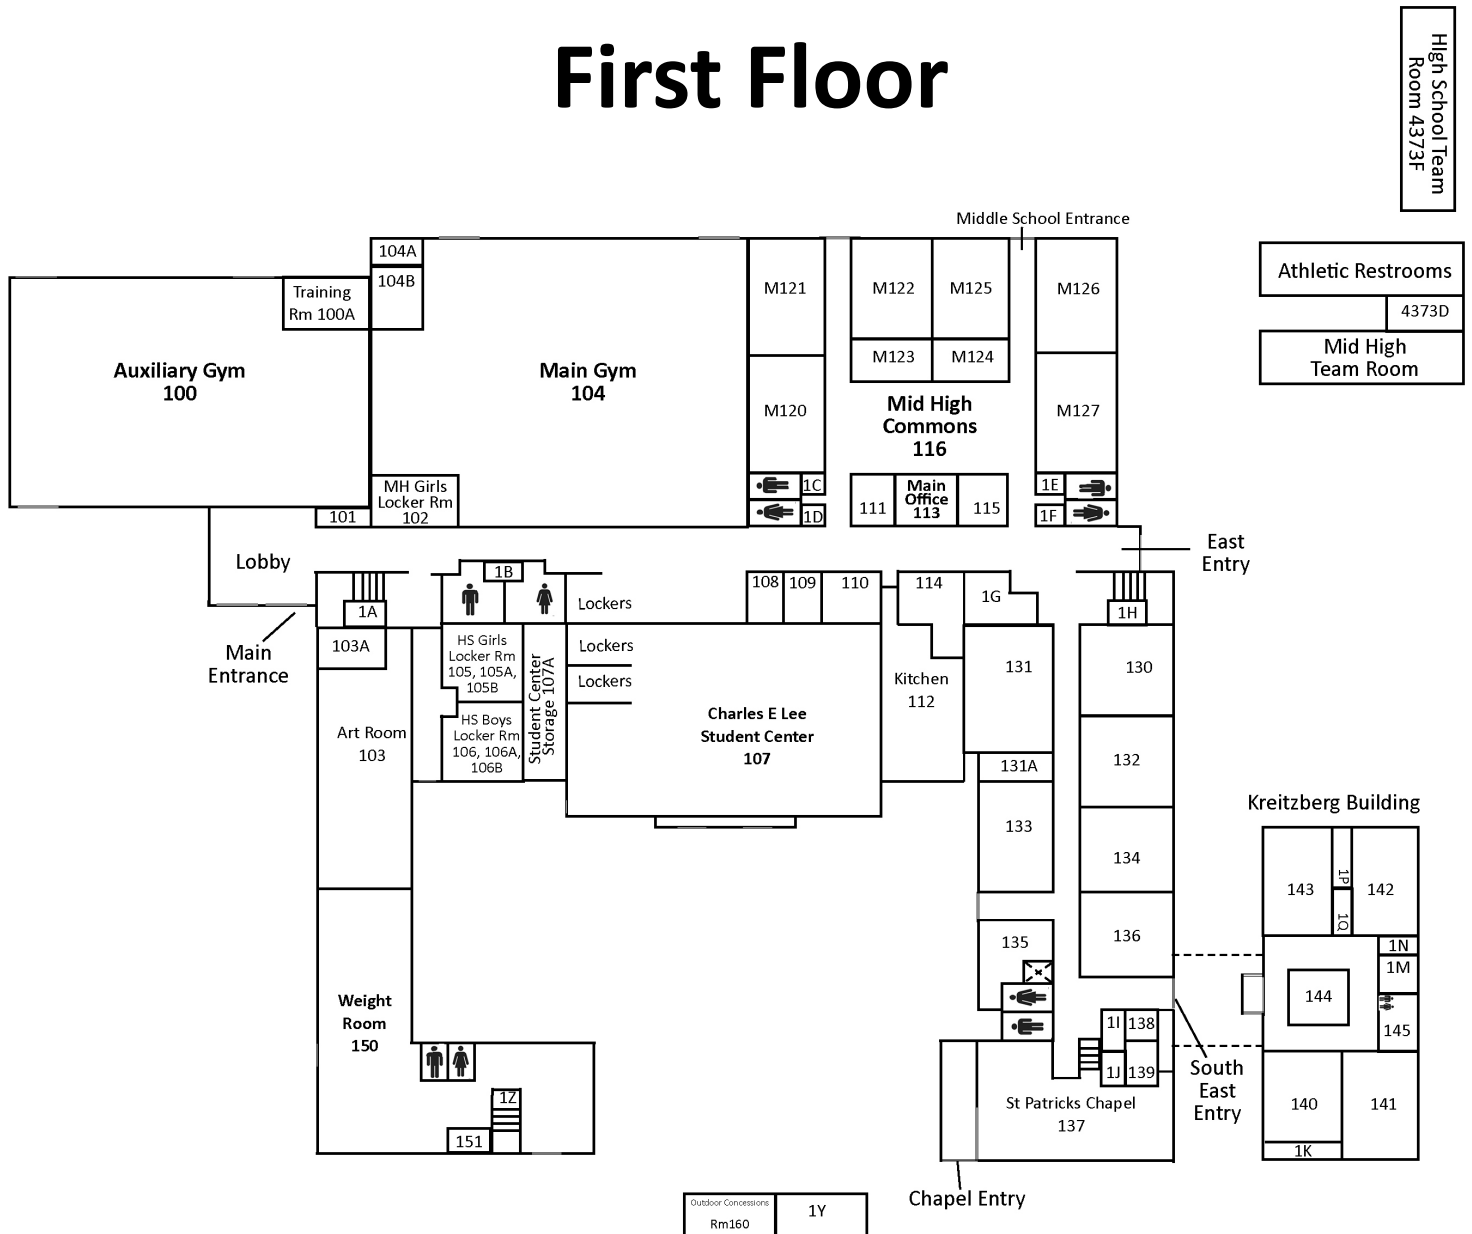 First Floor
High School Team
Room 4373F
Middle School Entrance
Athletic Restrooms
4373D
Mid High
Team Room
104A
104B
Training
Rm 100A
Auxiliary Gym
100
Main Gym
104
M121
M122
M125
M126
M123
M124
M120
M127
Mid High
Commons
116
MH Girls
Locker Rm
102
101
1C
1D
111
Main
Office
113
115
1E
1F
East
Entry
Lobby
1A
1B
Lockers
108
109
110
114
1G
1H
Main
Entrance
103A
HS Girls
Locker Rm
105, 105A,
105B
Student Center
Storage 107A
Lockers
Lockers
Kitchen
112
131
130
Art Room
103
HS Boys
Locker Rm
106, 106A,
106B
Charles E Lee
Student Center
107
131A
132
133
134
Kreitzberg Building
143
1P
1Q
142
135
136
1N
1M
144
145
Weight
Room
150
1I
138
1J
139
South
East
Entry
1Z
151
St Patricks Chapel
137
140
141
1K
Chapel Entry
Outdoor Concessions
Rm160
1Y